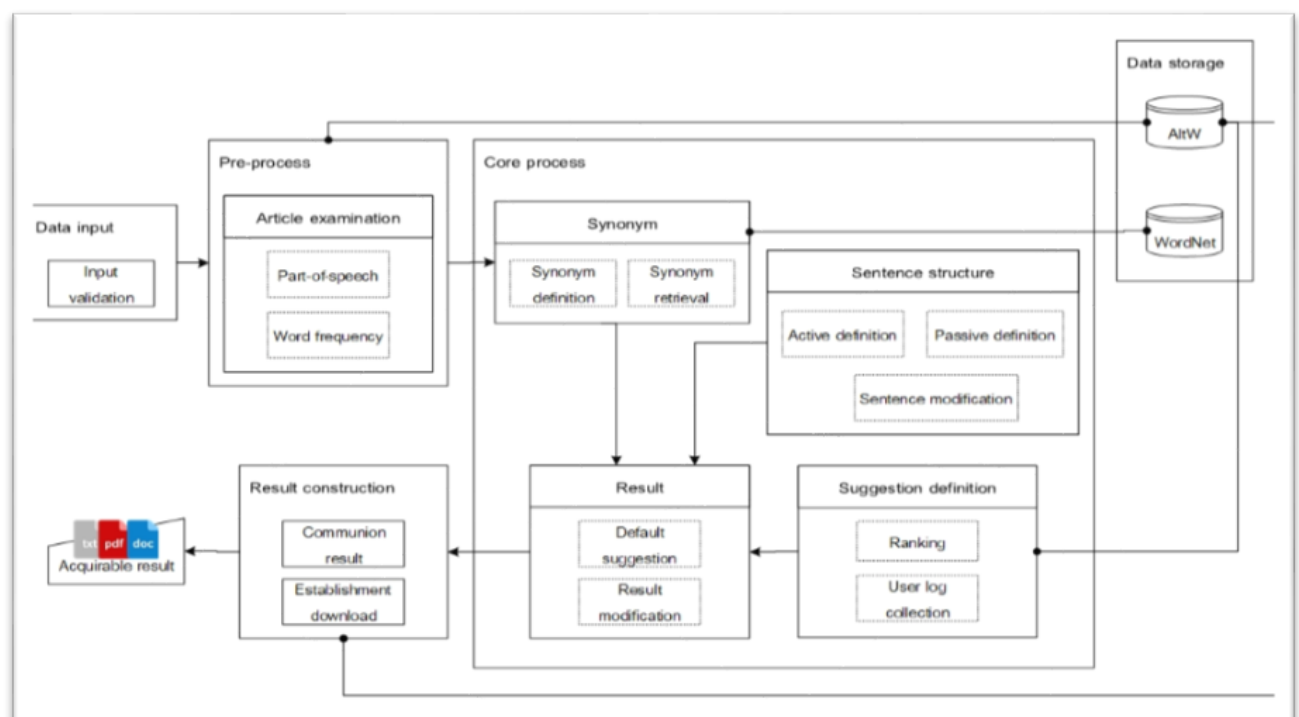 Data storage
AltW
WordNet
Pre-process
Article examination
Part-of-speech
Word frequency
Data input
Input
validation
Core process
Synonym
Synonym
definition
Synonym
retrieval
Sentence structure
Active definition
Passive definition
Sentence modification
Result construction
Communion
result
Establishment
download
txt
pdf
doc
Acquirable result
Result
Default
suggestion
Result
modification
Suggestion definition
Ranking
User log
collection